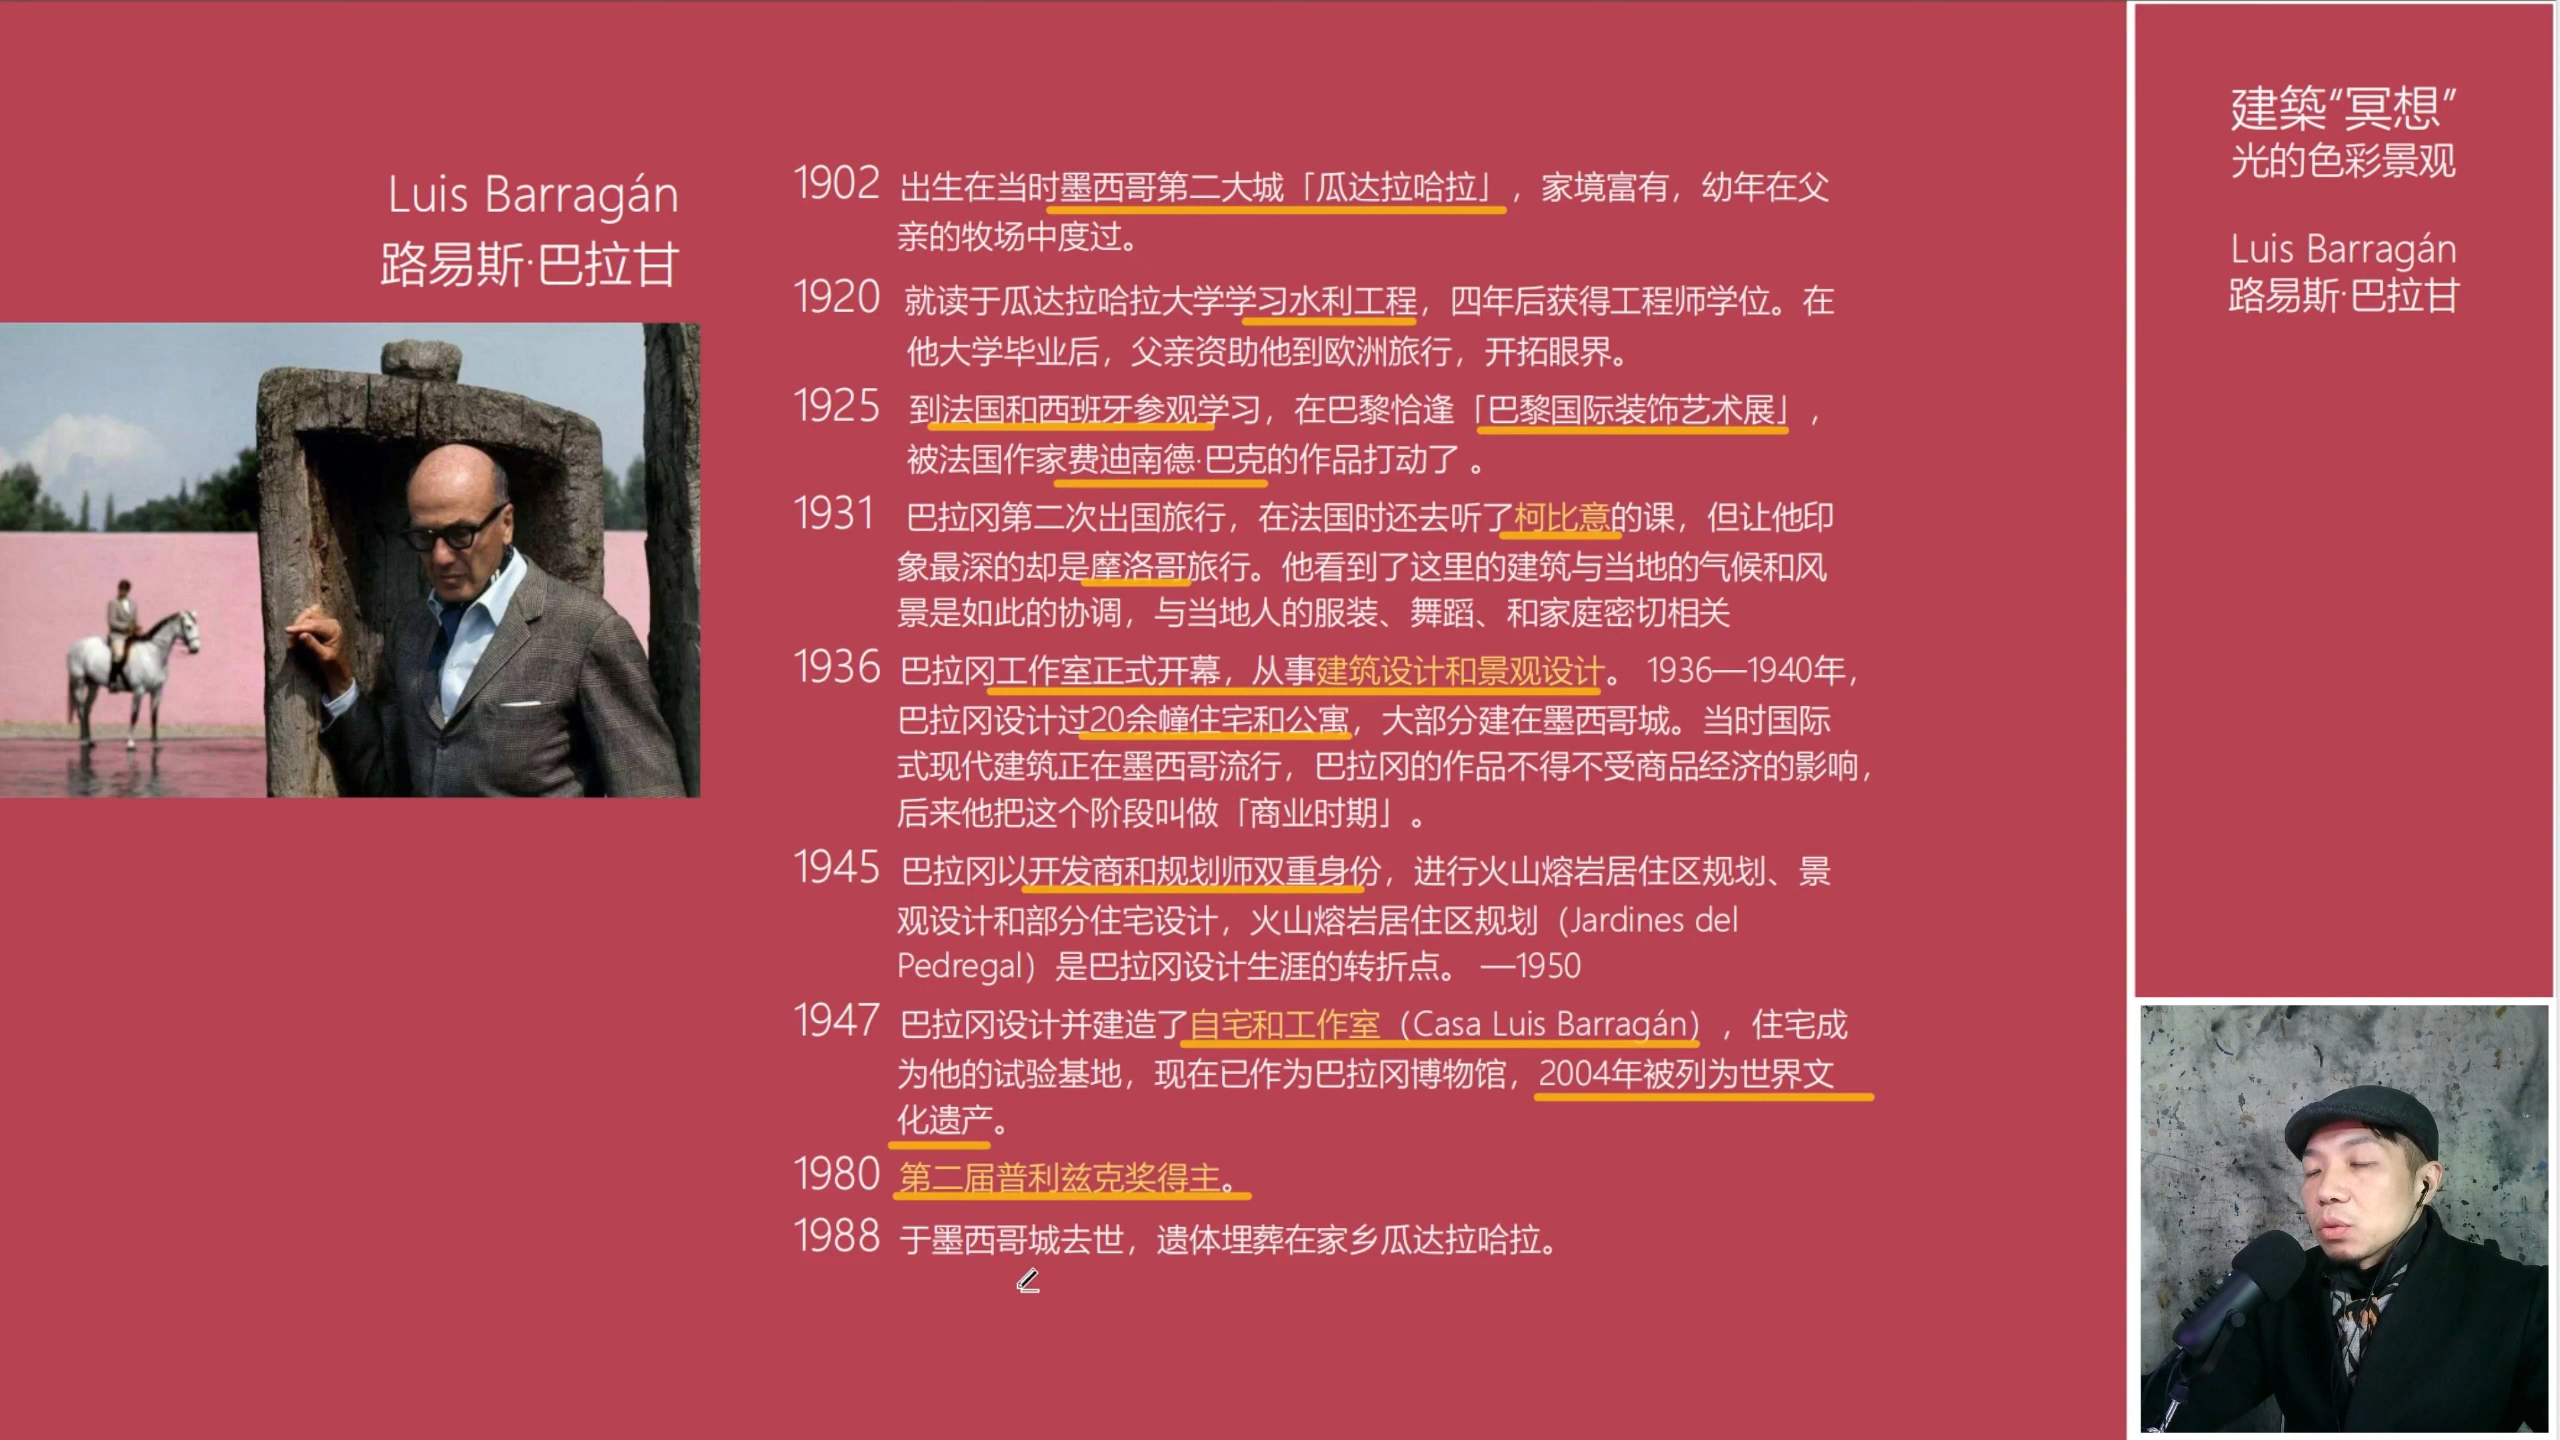 Luis Barragán
路易斯·巴拉甘
1902 出生在当时墨西哥第二大城「瓜达拉哈拉」，家境富有，幼年在父
亲的牧场中度过。
1920 就读于瓜达拉哈拉大学学习水利工程，四年后获得工程师学位。在
他大学毕业后，父亲资助他到欧洲旅行，开拓眼界。
1925 到法国和西班牙参观学习，在巴黎恰逢「巴黎国际装饰艺术展」，
被法国作家费迪南德·巴克的作品打动了 。
1931 巴拉冈第二次出国旅行，在法国时还去听了柯比意的课，但让他印
象最深的却是摩洛哥旅行。他看到了这里的建筑与当地的气候和风
景是如此的协调，与当地人的服装、舞蹈、和家庭密切相关
1936 巴拉冈工作室正式开幕，从事建筑设计和景观设计。 1936—1940年，
巴拉冈设计过20余幢住宅和公寓，大部分建在墨西哥城。当时国际
式现代建筑正在墨西哥流行，巴拉冈的作品不得不受商品经济的影响，
后来他把这个阶段叫做「商业时期」。
1945 巴拉冈以开发商和规划师双重身份，进行火山熔岩居住区规划、景
观设计和部分住宅设计，火山熔岩居住区规划（Jardines del
Pedregal）是巴拉冈设计生涯的转折点。 —1950
1947 巴拉冈设计并建造了自宅和工作室（Casa Luis Barragán），住宅成
为他的试验基地，现在已作为巴拉冈博物馆，2004年被列为世界文
化遗产。
1980 第二届普利兹克奖得主。
1988 于墨西哥城去世，遗体埋葬在家乡瓜达拉哈拉。
建築“冥想”
光的色彩景观
Luis Barragán
路易斯·巴拉甘